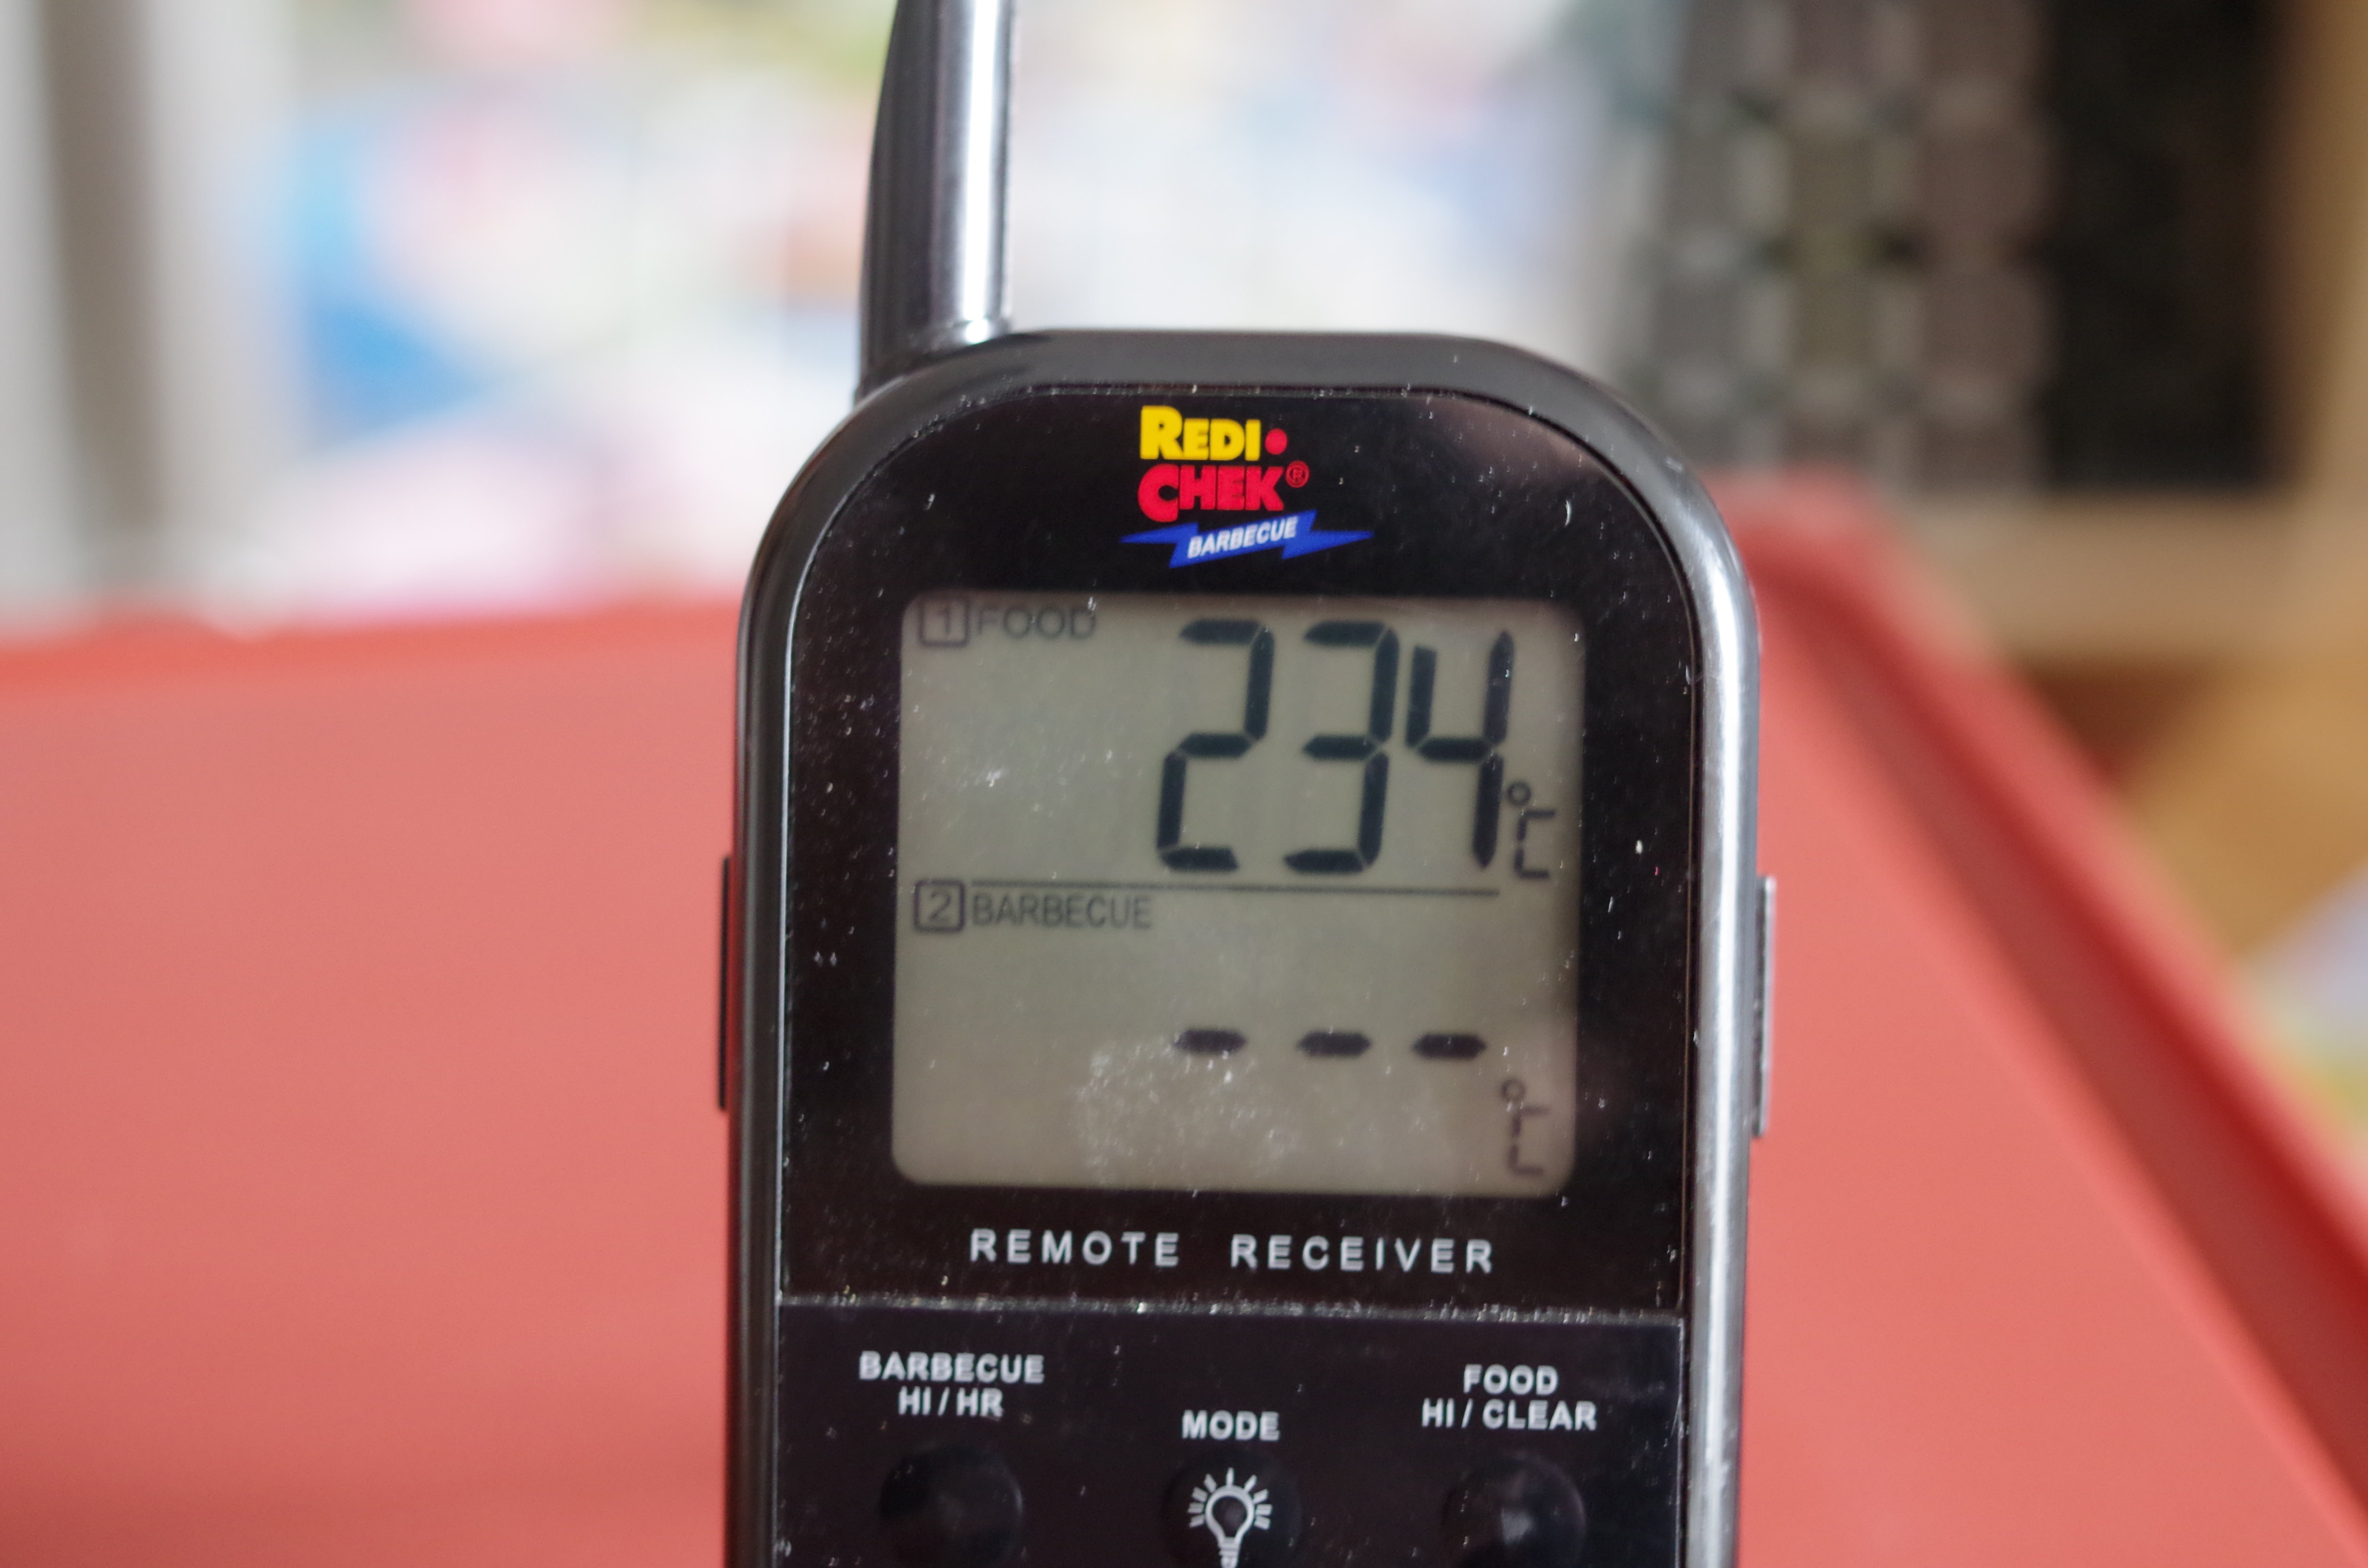 REDI•
CHEK®
BARBECUE
1 FOOD
234 °C
2 BARBECUE
--- °C
REMOTE RECEIVER
BARBECUE
HI / HR
MODE
FOOD
HI / CLEAR